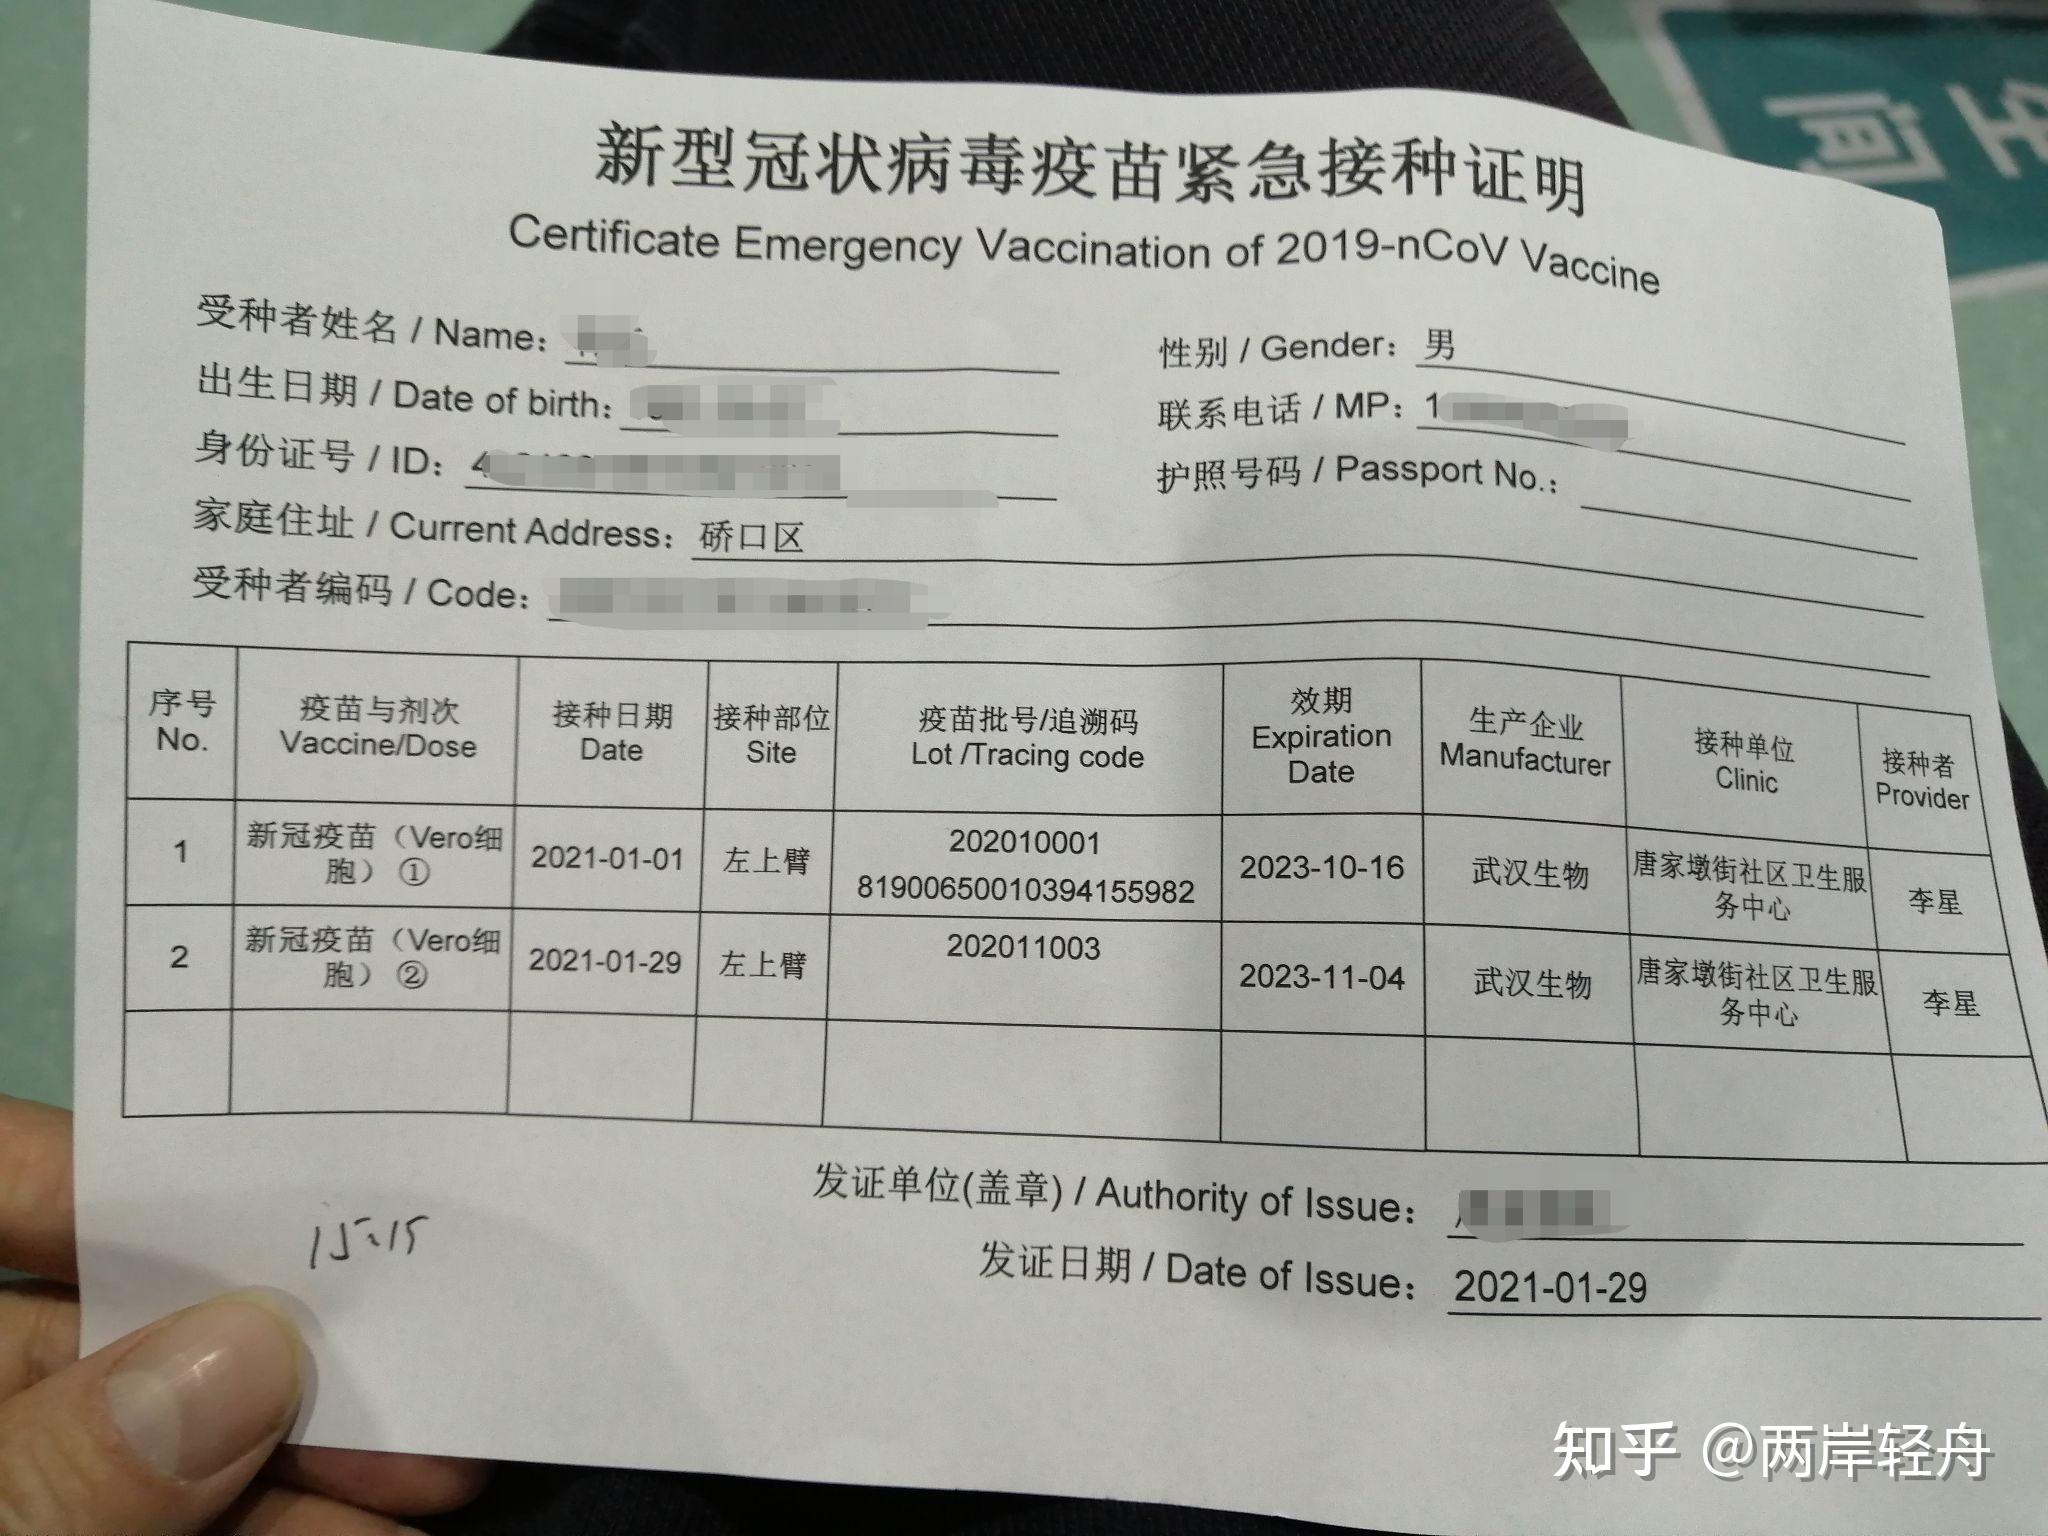 生
间
新型冠状病毒疫苗紧急接种证明
Certificate Emergency Vaccination of 2019-nCoV Vaccine
受种者姓名 / Name：
性别 / Gender： 男
出生日期 / Date of birth：
联系电话 / MP： 1
身份证号 / ID： 4
护照号码 / Passport No.：
家庭住址 / Current Address： 硚口区
受种者编码 / Code：
序号 No. 疫苗与剂次 Vaccine/Dose 接种日期 Date 接种部位 Site 疫苗批号/追溯码 Lot /Tracing code 效期 Expiration Date 生产企业 Manufacturer 接种单位 Clinic 接种者 Provider
1 新冠疫苗（Vero细胞）① 2021-01-01 左上臂 202010001 81900650010394155982 2023-10-16 武汉生物 唐家墩街社区卫生服务中心 李星
2 新冠疫苗（Vero细胞）② 2021-01-29 左上臂 202011003 2023-11-04 武汉生物 唐家墩街社区卫生服务中心 李星
发证单位(盖章) / Authority of Issue：
15:15
发证日期 / Date of Issue： 2021-01-29
知乎 @两岸轻舟